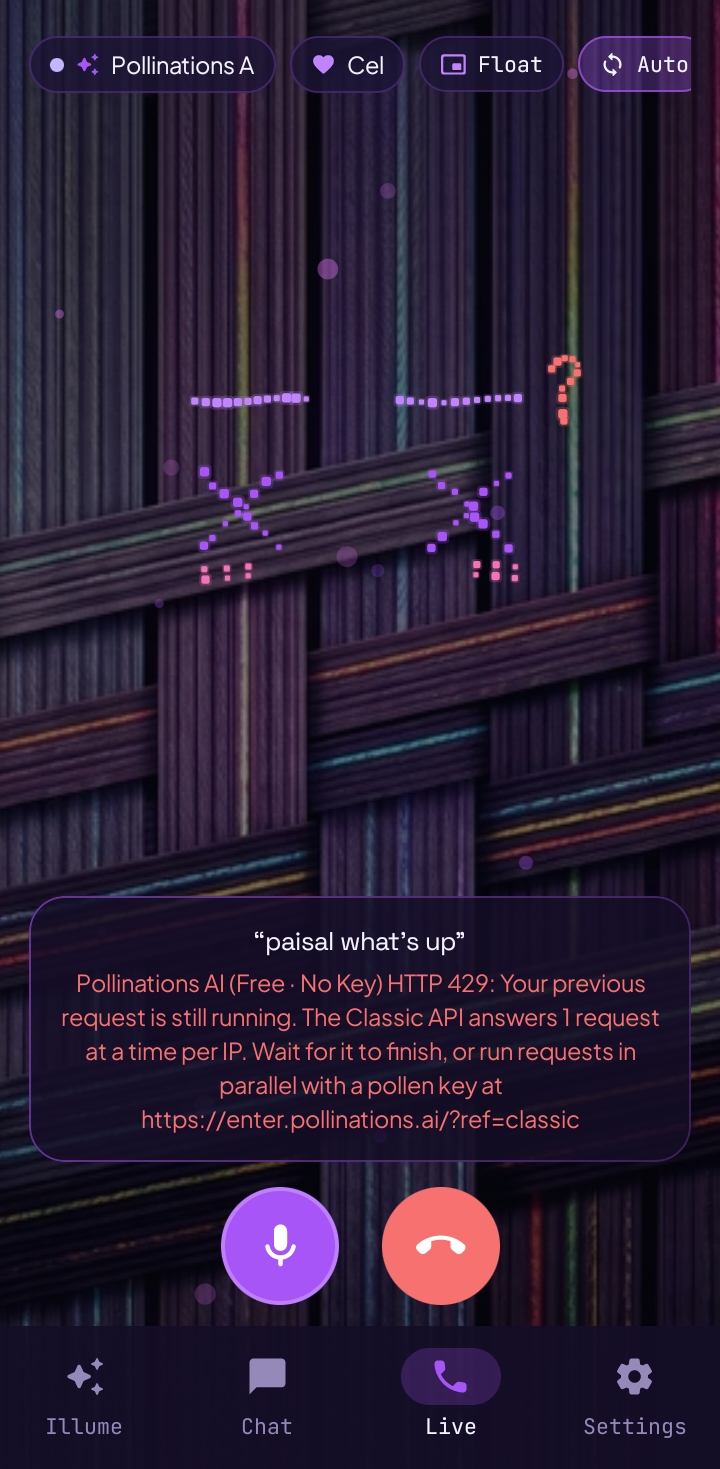 Pollinations A
Cel
Float
Auto
?
“paisal what’s up”
Pollinations AI (Free · No Key) HTTP 429: Your previous
request is still running. The Classic API answers 1 request
at a time per IP. Wait for it to finish, or run requests in
parallel with a pollen key at
https://enter.pollinations.ai/?ref=classic
Illume
Chat
Live
Settings